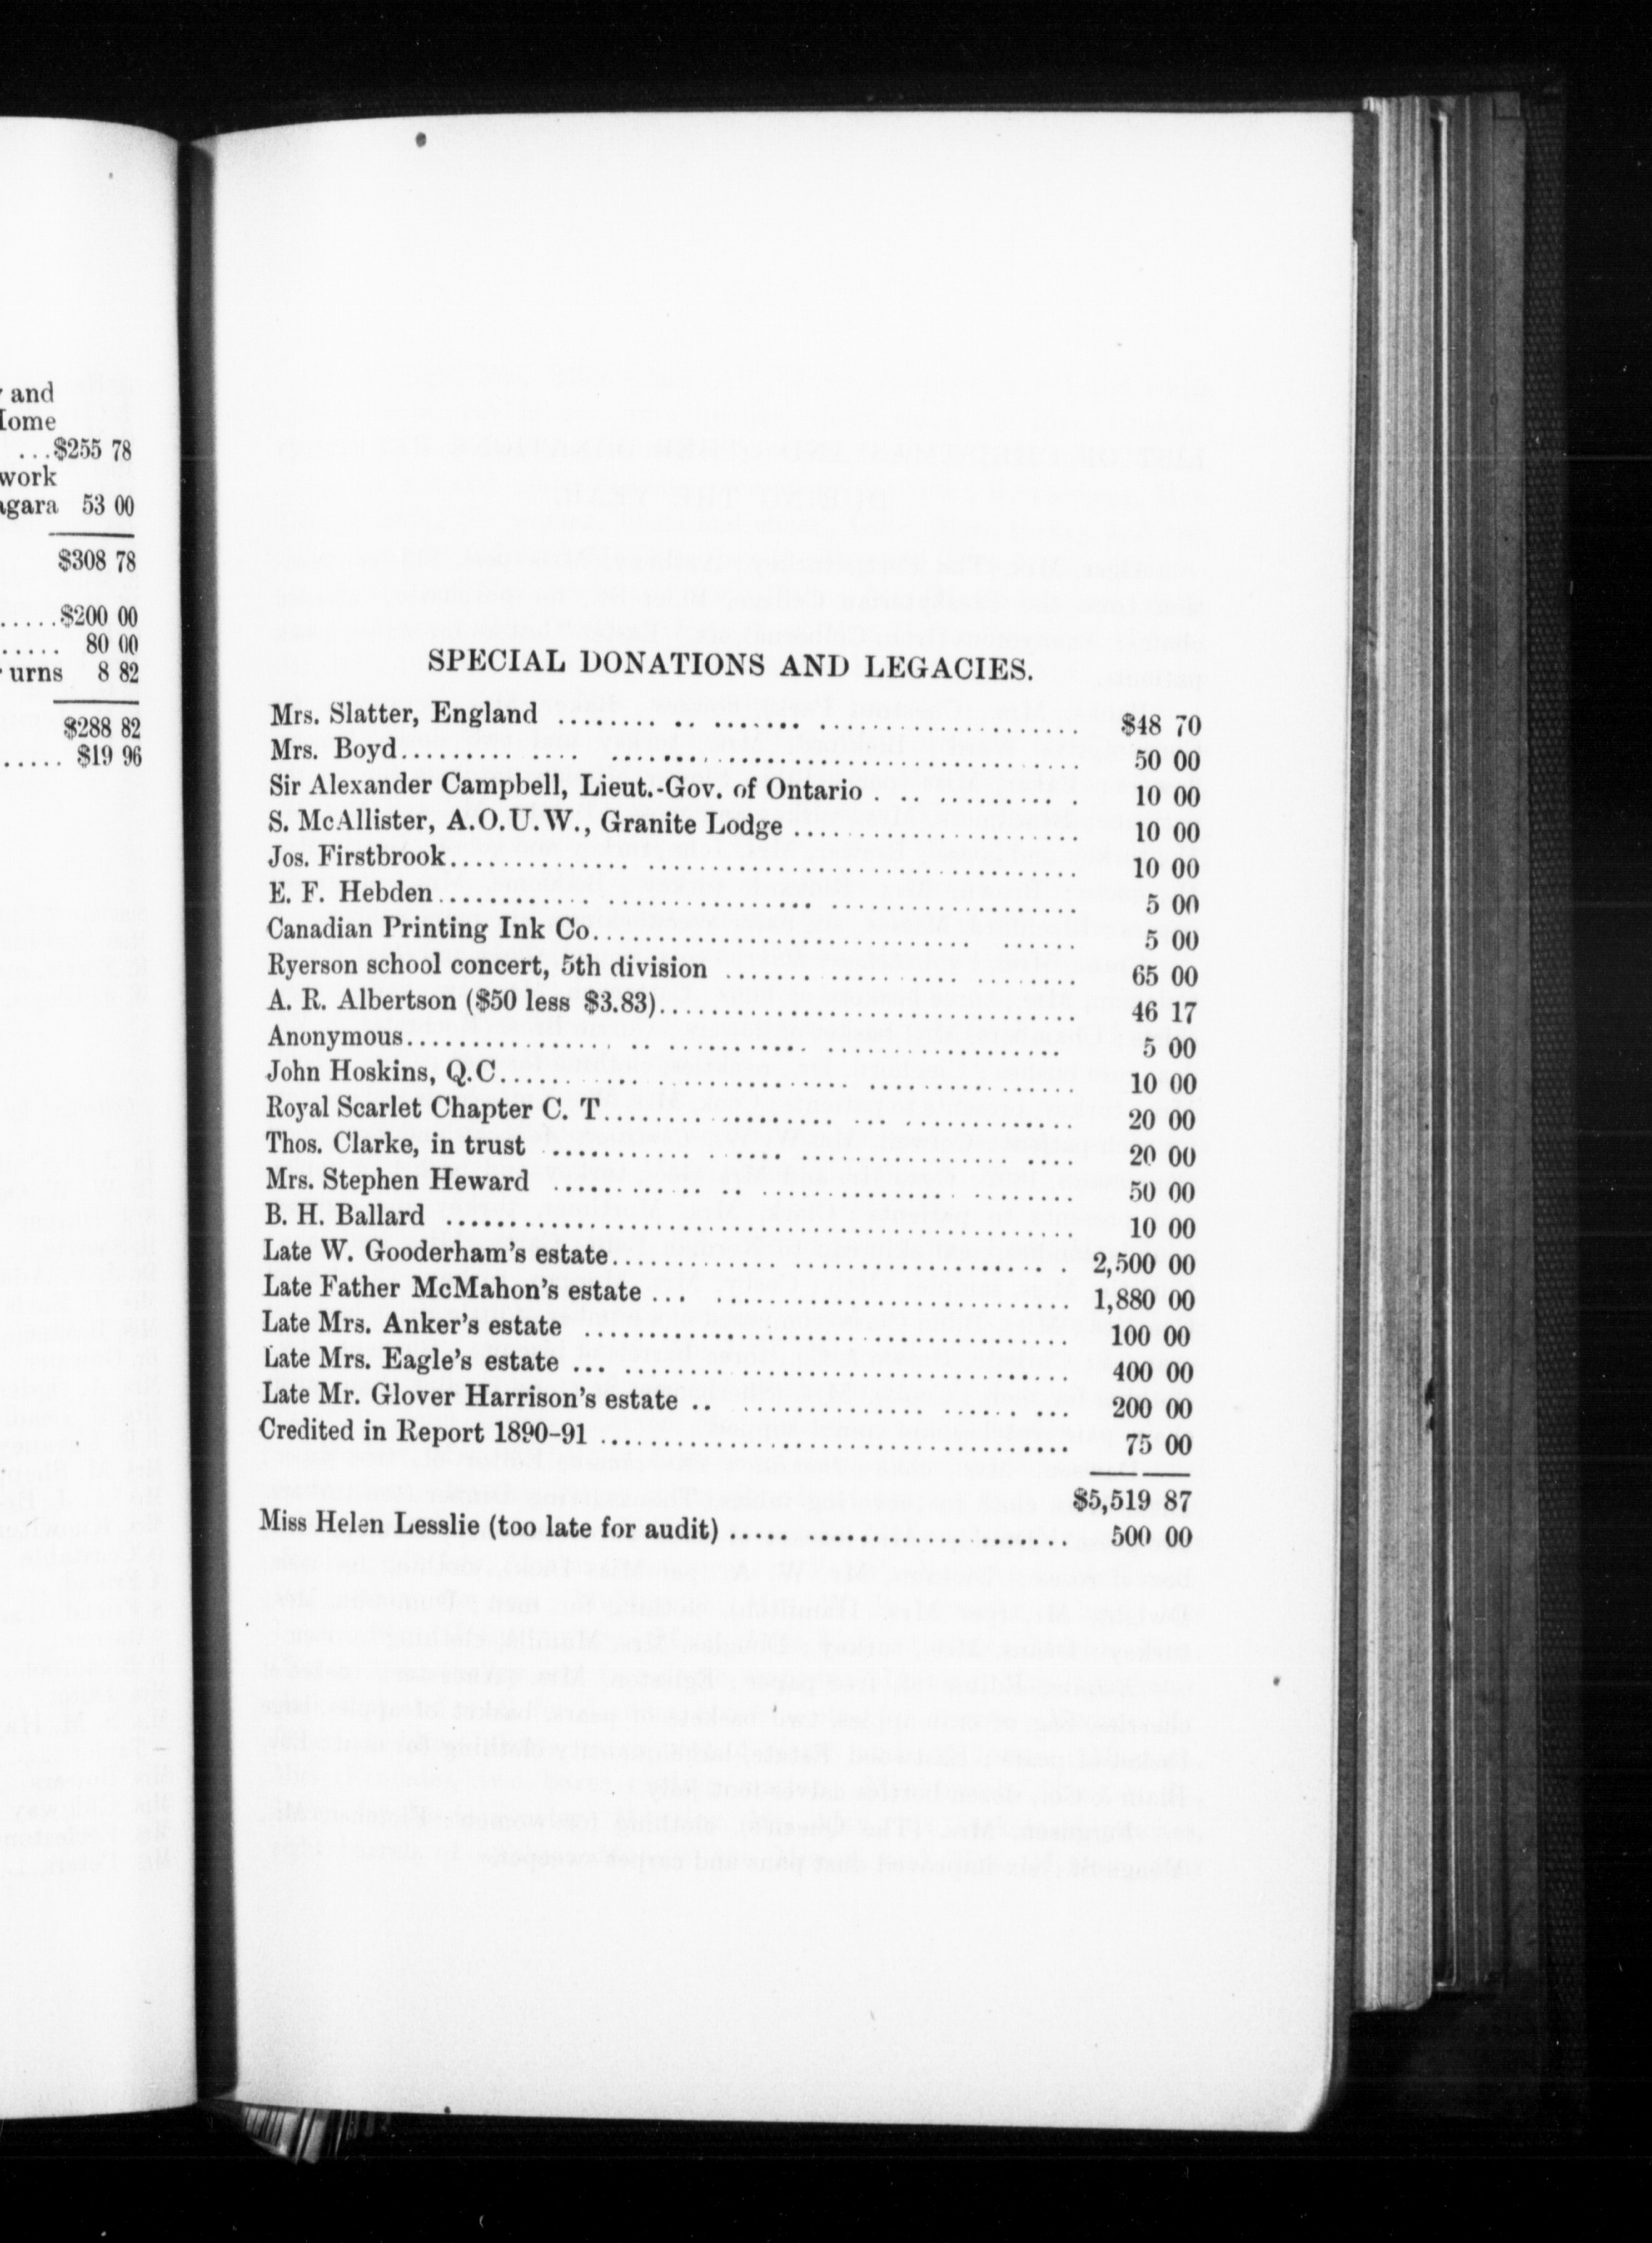 and
ome
...$255 78
work
agara 53 00
$308 78
.....$200 00
..... 80 00
urns 8 82
$288 82
..... $19 96
SPECIAL DONATIONS AND LEGACIES.
Mrs. Slatter, England ........ .. ....... ...................... $48 70
Mrs. Boyd.......... .... ............................... 50 00
Sir Alexander Campbell, Lieut.-Gov. of Ontario . .. .......... . 10 00
S. McAllister, A.O.U.W., Granite Lodge ........................ 10 00
Jos. Firstbrook.............. ................................... 10 00
E. F. Hebden............. .................. ..................... 5 00
Canadian Printing Ink Co............................... ...... 5 00
Ryerson school concert, 5th division ....... ........ .... ........ 65 00
A. R. Albertson ($50 less $3.83)................................. 46 17
Anonymous................ .. ............ .................... 5 00
John Hoskins, Q.C...... ... ................ .................. 10 00
Royal Scarlet Chapter C. T......... .......... ... ............. 20 00
Thos. Clarke, in trust ........... ..... ................ .... 20 00
Mrs. Stephen Heward ............ .. .............. ......... 50 00
B. H. Ballard ................................................ 10 00
Late W. Gooderham's estate............. ......................... 2,500 00
Late Father McMahon's estate ... ............................. 1,880 00
Late Mrs. Anker's estate ..................................... 100 00
Late Mrs. Eagle's estate ... .................................. 400 00
Late Mr. Glover Harrison's estate .. ............... ...... ... 200 00
Credited in Report 1890-91 ..................................... 75 00
$5,519 87
Miss Helen Lesslie (too late for audit) ..... ............. ....... 500 00